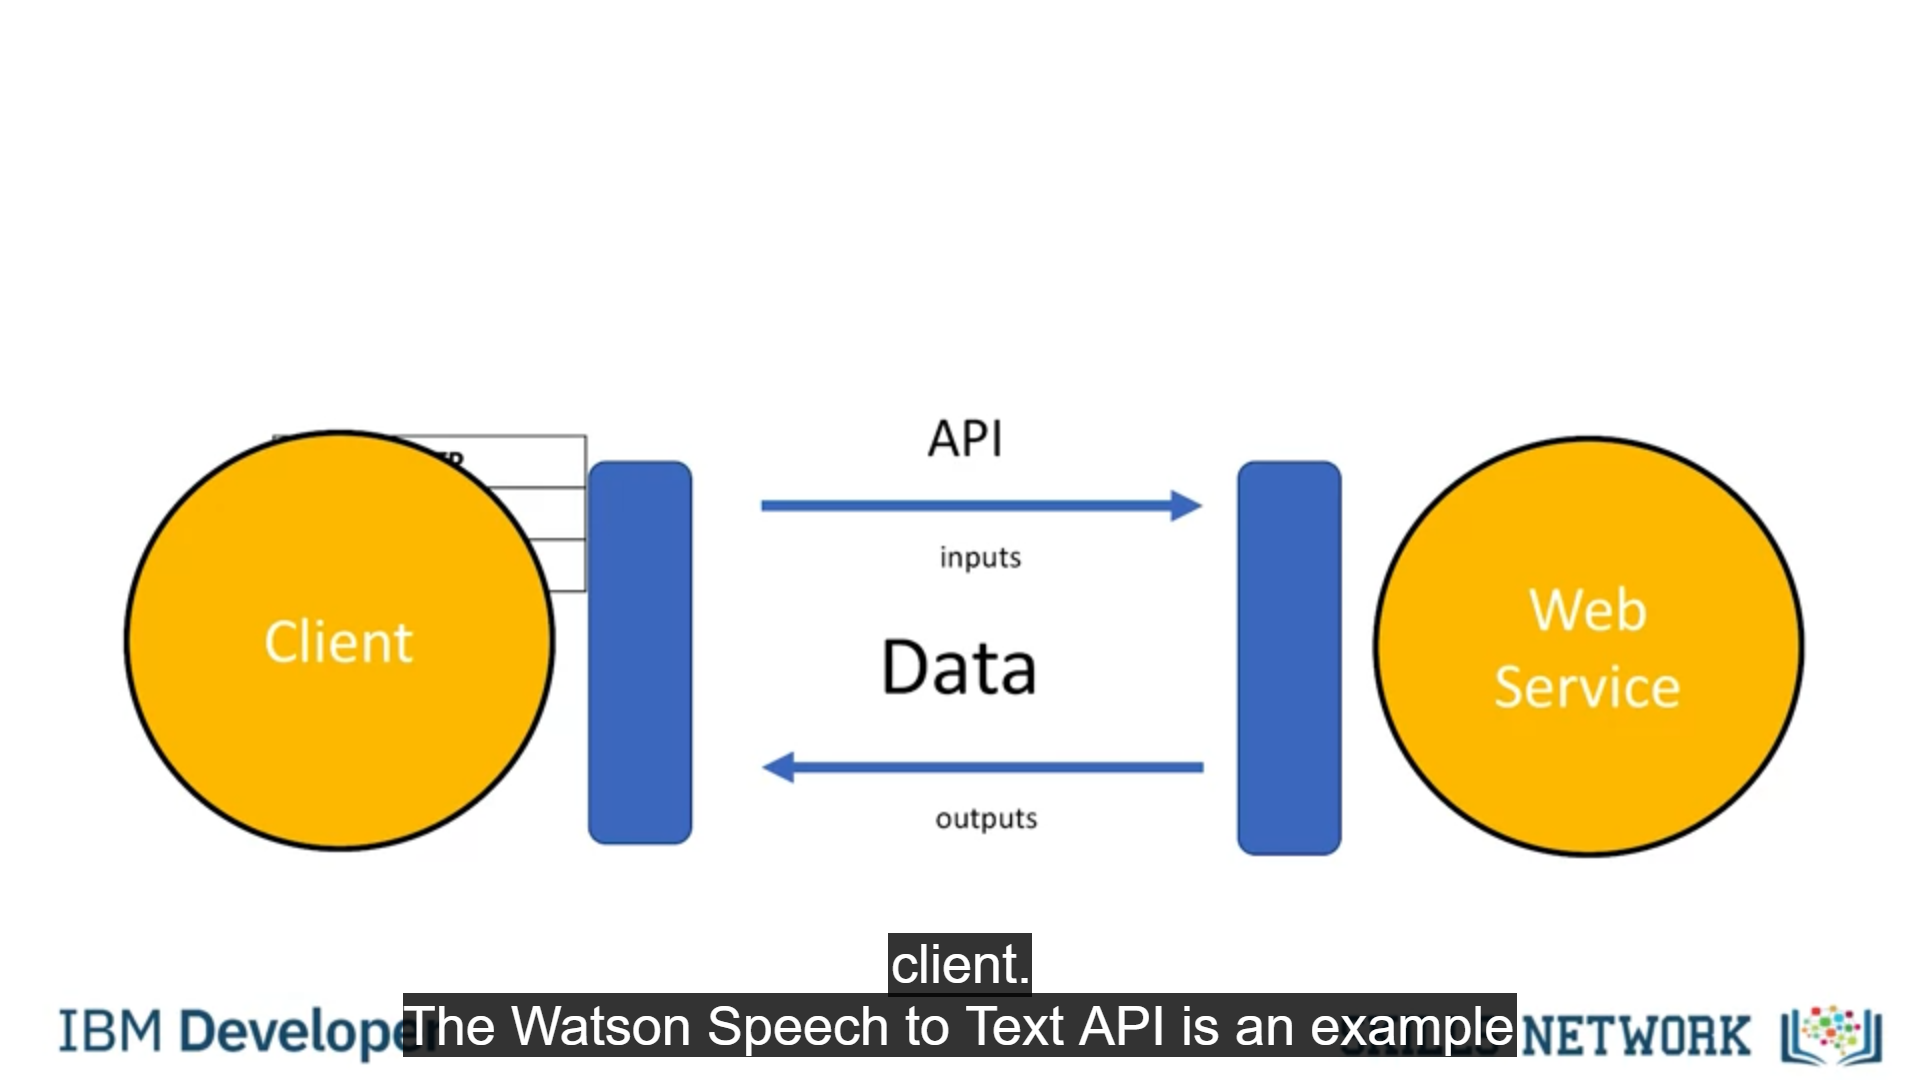 API
inputs
Client
Data
Web
Service
outputs
client.
The Watson Speech to Text API is an example
IBM Developer
NETWORK